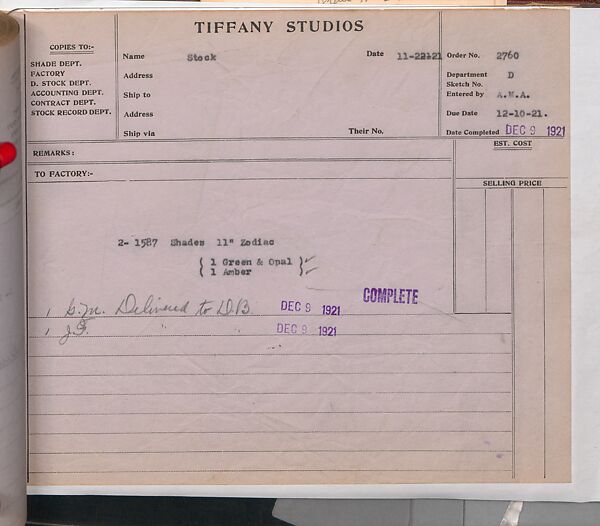 TIFFANY STUDIOS
COPIES TO:-
SHADE DEPT.
FACTORY
D. STOCK DEPT.
ACCOUNTING DEPT.
CONTRACT DEPT.
STOCK RECORD DEPT.
Name Stock Date 11-22121
Address
Ship to
Address
Ship via Their No.
Order No. 2760
Department D
Sketch No.
Entered by A.W.A.
Due Date 12-10-21.
Date Completed DEC 9 1921
REMARKS:
EST. COST
TO FACTORY:-
SELLING PRICE
2- 1587 Shades 11" Zodiac
{ 1 Green & Opal }
{ 1 Amber }
COMPLETE
1 G.M. Delivered to D.B. DEC 9 1921
1 J.F. " " DEC 9 1921